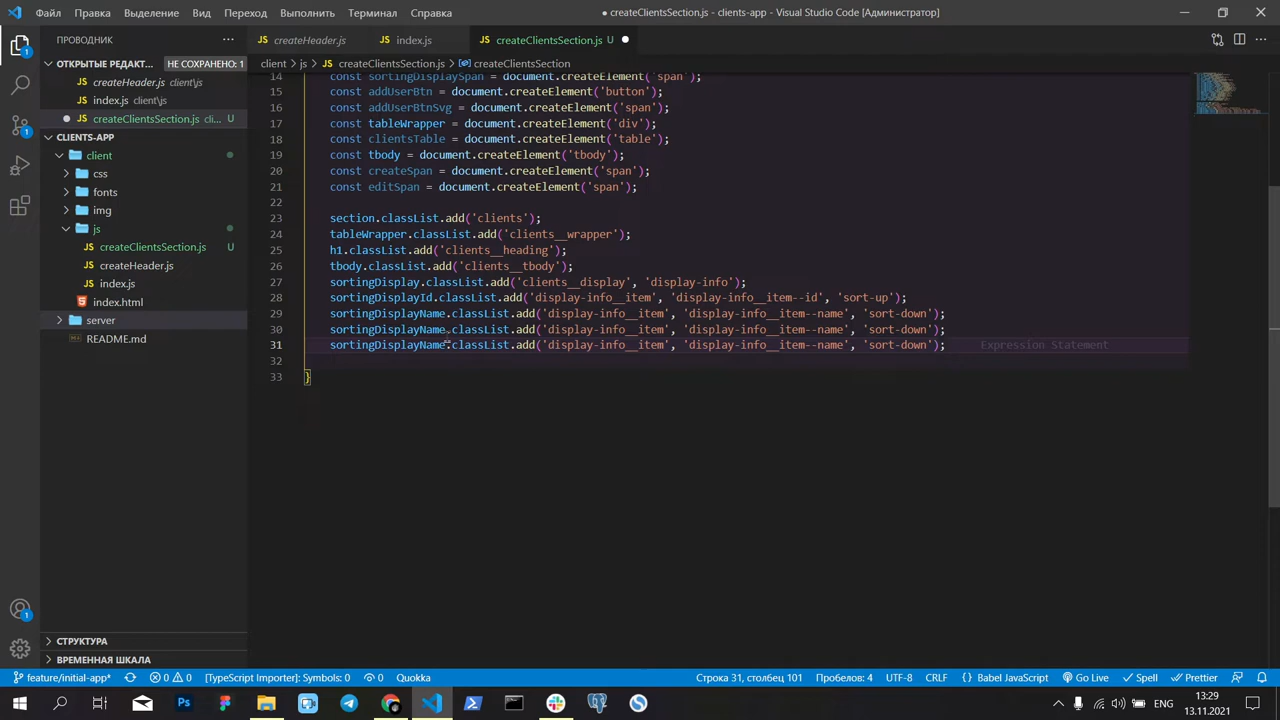 Файл Правка Выделение Вид Переход Выполнить Терминал Справка
● createClientsSection.js - clients-app - Visual Studio Code [Администратор]
ПРОВОДНИК ···
ОТКРЫТЫЕ РЕДАКТ... НЕ СОХРАНЕНО: 1
createHeader.js client\js
index.js client\js
createClientsSection.js cli... U
CLIENTS-APP
client
css
fonts
img
js
createClientsSection.js U
createHeader.js
index.js
index.html
server
README.md
СТРУКТУРА
ВРЕМЕННАЯ ШКАЛА
createHeader.js index.js createClientsSection.js U
client > js > createClientsSection.js > createClientsSection
14 const sortingDisplaySpan = document.createElement('span');
15 const addUserBtn = document.createElement('button');
16 const addUserBtnSvg = document.createElement('span');
17 const tableWrapper = document.createElement('div');
18 const clientsTable = document.createElement('table');
19 const tbody = document.createElement('tbody');
20 const createSpan = document.createElement('span');
21 const editSpan = document.createElement('span');
22
23 section.classList.add('clients');
24 tableWrapper.classList.add('clients__wrapper');
25 h1.classList.add('clients__heading');
26 tbody.classList.add('clients__tbody');
27 sortingDisplay.classList.add('clients__display', 'display-info');
28 sortingDisplayId.classList.add('display-info__item', 'display-info__item--id', 'sort-up');
29 sortingDisplayName.classList.add('display-info__item', 'display-info__item--name', 'sort-down');
30 sortingDisplayName.classList.add('display-info__item', 'display-info__item--name', 'sort-down');
31 sortingDisplayName.classList.add('display-info__item', 'display-info__item--name', 'sort-down'); Expression Statement
32
33 }
feature/initial-app* 0 0 [TypeScript Importer]: Symbols: 0 0 Quokka Строка 31, столбец 101 Пробелов: 4 UTF-8 CRLF Babel JavaScript Go Live Spell Prettier
ENG 13:29
13.11.2021